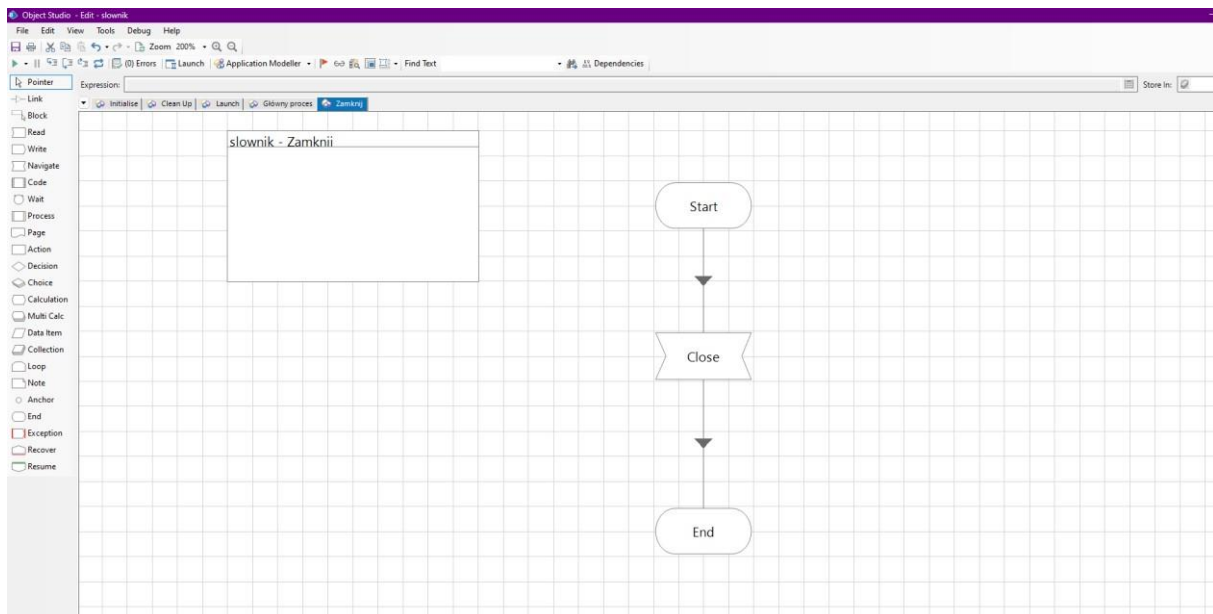 Object Studio - Edit - slownik
File Edit View Tools Debug Help
Zoom 200%
(0) Errors Launch Application Modeller Find Text Dependencies
Pointer
Expression: Store In:
Link
Initialise Clean Up Launch Główny proces Zamknij
Block
Read
Write
Navigate
Code
Wait
Process
Page
Action
Decision
Choice
Calculation
Multi Calc
Data Item
Collection
Loop
Note
Anchor
End
Exception
Recover
Resume
slownik - Zamknij
Start
Close
End